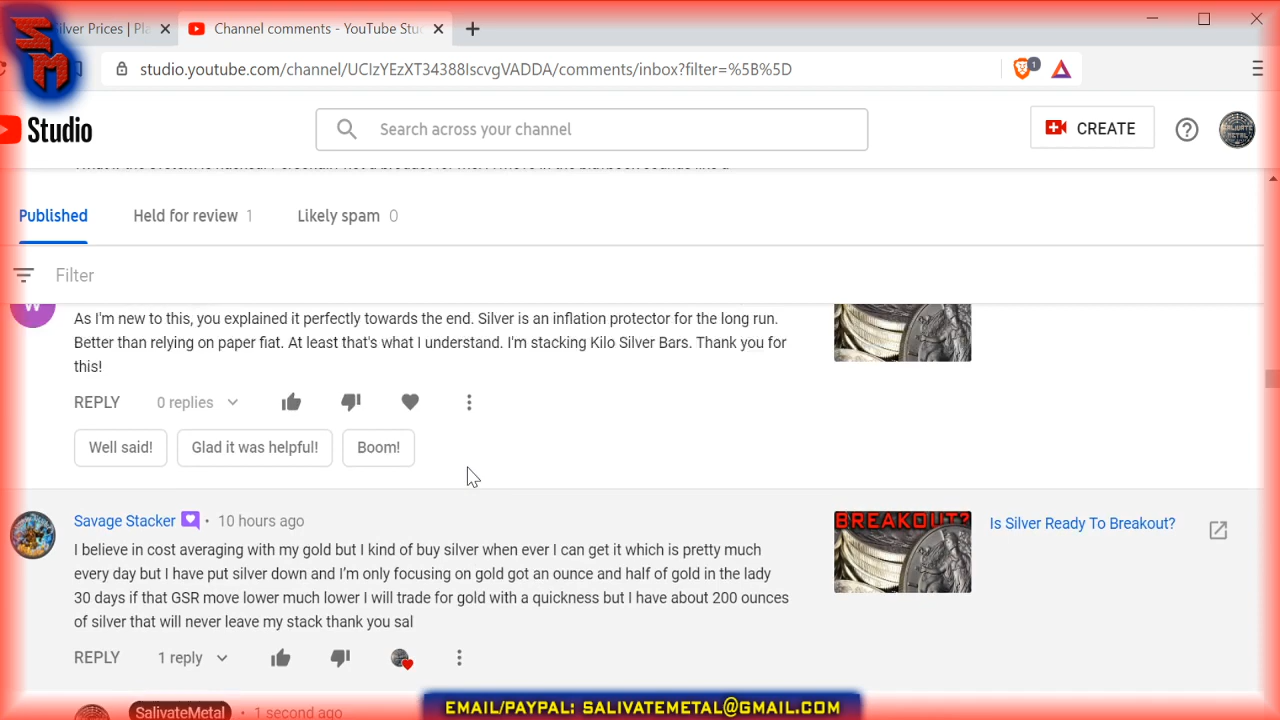 SM
Silver Prices | Pla
Channel comments - YouTube Stu
studio.youtube.com/channel/UClzYEzXT34388lscvgVADDA/comments/inbox?filter=%5B%5D
1
Studio
Search across your channel
CREATE
Published
Held for review 1
Likely spam 0
Filter
W
As I'm new to this, you explained it perfectly towards the end. Silver is an inflation protector for the long run.
Better than relying on paper fiat. At least that's what I understand. I'm stacking Kilo Silver Bars. Thank you for
this!
REPLY
0 replies
Well said!
Glad it was helpful!
Boom!
Savage Stacker • 10 hours ago
BREAKOUT?
Is Silver Ready To Breakout?
I believe in cost averaging with my gold but I kind of buy silver when ever I can get it which is pretty much
every day but I have put silver down and I'm only focusing on gold got an ounce and half of gold in the lady
30 days if that GSR move lower much lower I will trade for gold with a quickness but I have about 200 ounces
of silver that will never leave my stack thank you sal
REPLY
1 reply
SalivateMetal • 1 second ago
EMAIL/PAYPAL: SALIVATEMETAL@GMAIL.COM